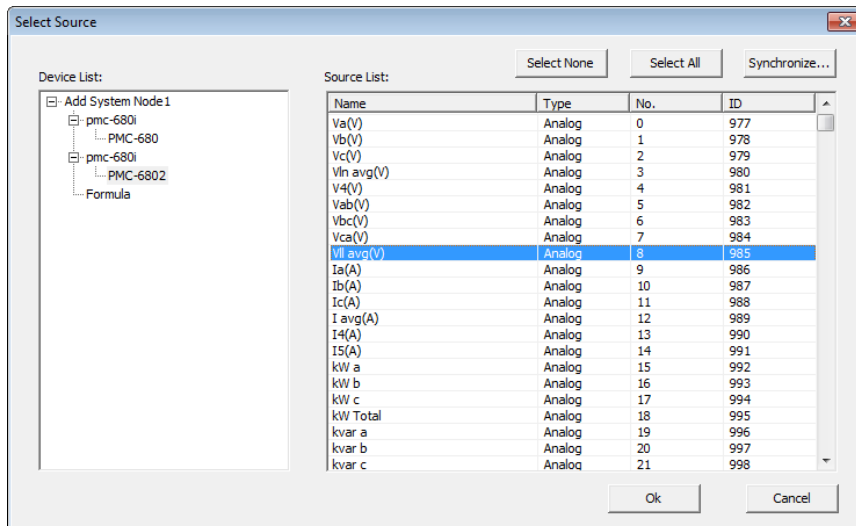 Select Source
Select None Select All Synchronize...
Device List: Source List:
Add System Node1
pmc-680i
PMC-680
pmc-680i
PMC-6802
Formula
Name Type No. ID
Va(V) Analog 0 977
Vb(V) Analog 1 978
Vc(V) Analog 2 979
Vln avg(V) Analog 3 980
V4(V) Analog 4 981
Vab(V) Analog 5 982
Vbc(V) Analog 6 983
Vca(V) Analog 7 984
Vll avg(V) Analog 8 985
Ia(A) Analog 9 986
Ib(A) Analog 10 987
Ic(A) Analog 11 988
I avg(A) Analog 12 989
I4(A) Analog 13 990
I5(A) Analog 14 991
kW a Analog 15 992
kW b Analog 16 993
kW c Analog 17 994
kW Total Analog 18 995
kvar a Analog 19 996
kvar b Analog 20 997
kvar c Analog 21 998
Ok Cancel